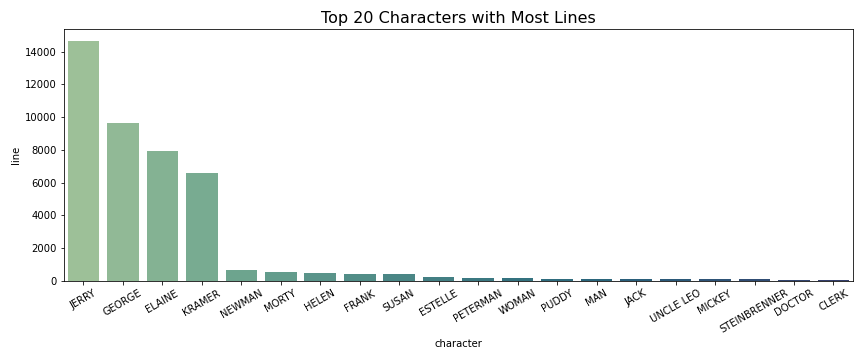 Top 20 Characters with Most Lines
14000
12000
10000
8000
6000
4000
2000
0
line
JERRY
GEORGE
ELAINE
KRAMER
NEWMAN
MORTY
HELEN
FRANK
SUSAN
ESTELLE
PETERMAN
WOMAN
PUDDY
MAN
JACK
UNCLE LEO
MICKEY
STEINBRENNER
DOCTOR
CLERK
character